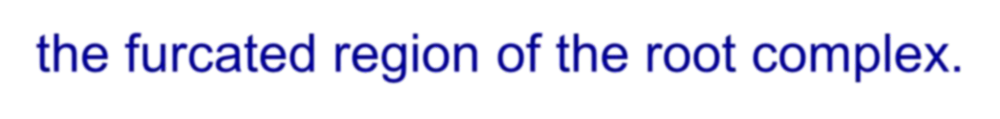 the furcated region of the root complex.